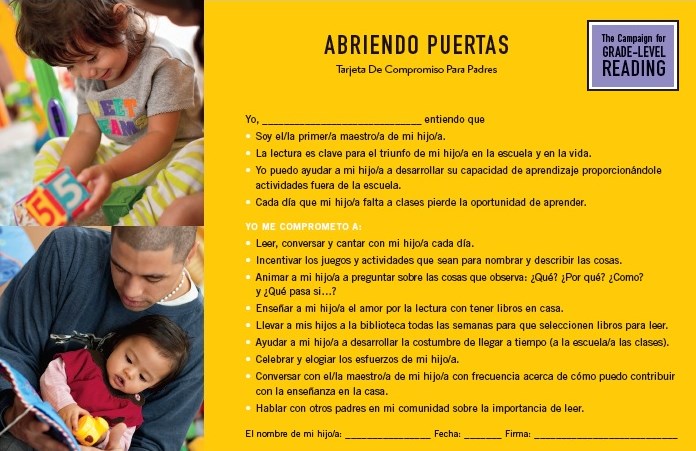 ABRIENDO PUERTAS
Tarjeta De Compromiso Para Padres
The Campaign for
GRADE-LEVEL
READING
Yo, ______________________________ entiendo que
• Soy el/la primer/a maestro/a de mi hijo/a.
• La lectura es clave para el triunfo de mi hijo/a en la escuela y en la vida.
• Yo puedo ayudar a mi hijo/a a desarrollar su capacidad de aprendizaje proporcionándole
actividades fuera de la escuela.
• Cada día que mi hijo/a falta a clases pierde la oportunidad de aprender.
YO ME COMPROMETO A:
• Leer, conversar y cantar con mi hijo/a cada día.
• Incentivar los juegos y actividades que sean para nombrar y describir las cosas.
• Animar a mi hijo/a a preguntar sobre las cosas que observa: ¿Qué? ¿Por qué? ¿Como?
y ¿Qué pasa si…?
• Enseñar a mi hijo/a el amor por la lectura con tener libros en casa.
• Llevar a mis hijos a la biblioteca todas las semanas para que seleccionen libros para leer.
• Ayudar a mi hijo/a a desarrollar la costumbre de llegar a tiempo (a la escuela/a las clases).
• Celebrar y elogiar los esfuerzos de mi hijo/a.
• Conversar con el/la maestro/a de mi hijo/a con frecuencia acerca de cómo puedo contribuir
con la enseñanza en la casa.
• Hablar con otros padres en mi comunidad sobre la importancia de leer.
El nombre de mi hijo/a: ________________ Fecha: _______ Firma: ___________________________
SWEET
5 5